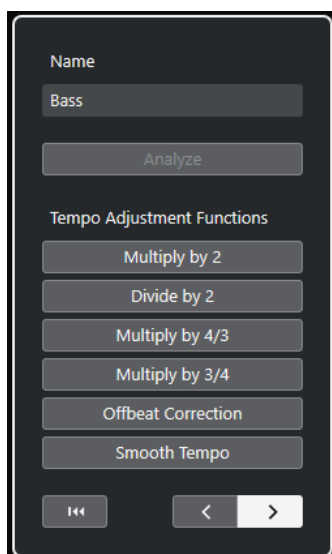 Name
Bass
Analyze
Tempo Adjustment Functions
Multiply by 2
Divide by 2
Multiply by 4/3
Multiply by 3/4
Offbeat Correction
Smooth Tempo